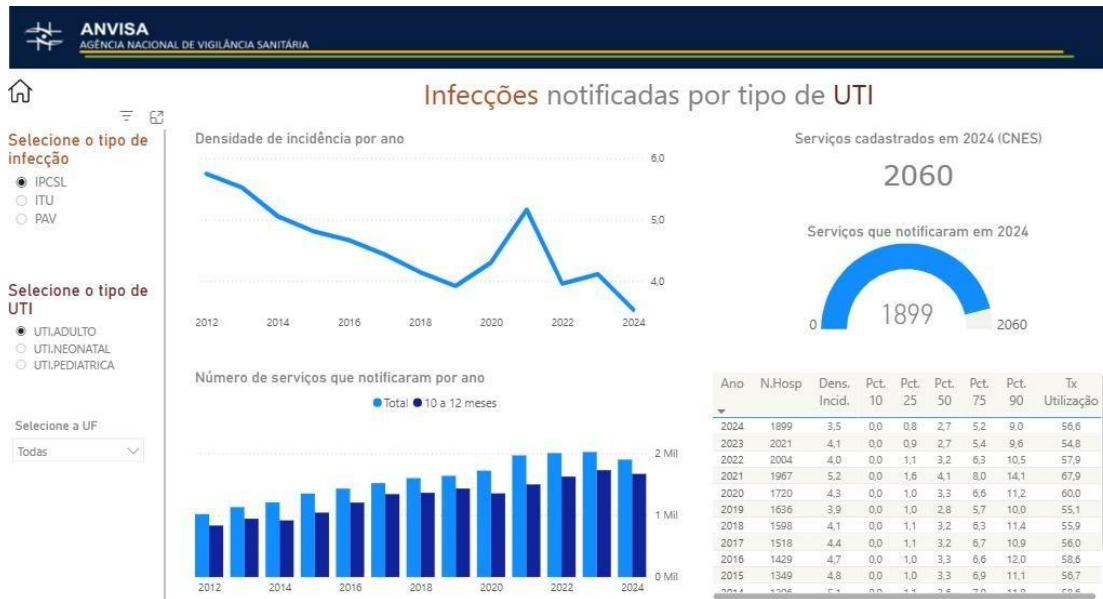 ANVISA
AGÊNCIA NACIONAL DE VIGILÂNCIA SANITÁRIA
Infecções notificadas por tipo de UTI
Selecione o tipo de
infecção
IPCSL
ITU
PAV
Selecione o tipo de
UTI
UTI.ADULTO
UTI.NEONATAL
UTI.PEDIATRICA
Selecione a UF
Todas
Densidade de incidência por ano
6,0
5,0
4,0
2012 2014 2016 2018 2020 2022 2024
Número de serviços que notificaram por ano
Total 10 a 12 meses
2 Mil
1 Mil
0 Mil
2012 2014 2016 2018 2020 2022 2024
Serviços cadastrados em 2024 (CNES)
2060
Serviços que notificaram em 2024
1899
0 2060
Ano N.Hosp Dens. Pct. Pct. Pct. Pct. Pct. Tx
Incid. 10 25 50 75 90 Utilização
2024 1899 3,5 0,0 0,8 2,7 5,2 9,0 56,6
2023 2021 4,1 0,0 0,9 2,7 5,4 9,6 54,8
2022 2004 4,0 0,0 1,1 3,2 6,3 10,5 57,9
2021 1967 5,2 0,0 1,6 4,1 8,0 14,1 67,9
2020 1720 4,3 0,0 1,0 3,3 6,6 11,2 60,0
2019 1636 3,9 0,0 1,0 2,8 5,7 10,0 55,1
2018 1598 4,1 0,0 1,1 3,2 6,3 11,4 55,9
2017 1518 4,4 0,0 1,1 3,2 6,7 10,9 56,0
2016 1429 4,7 0,0 1,0 3,3 6,6 12,0 58,6
2015 1349 4,8 0,0 1,0 3,3 6,9 11,1 56,7